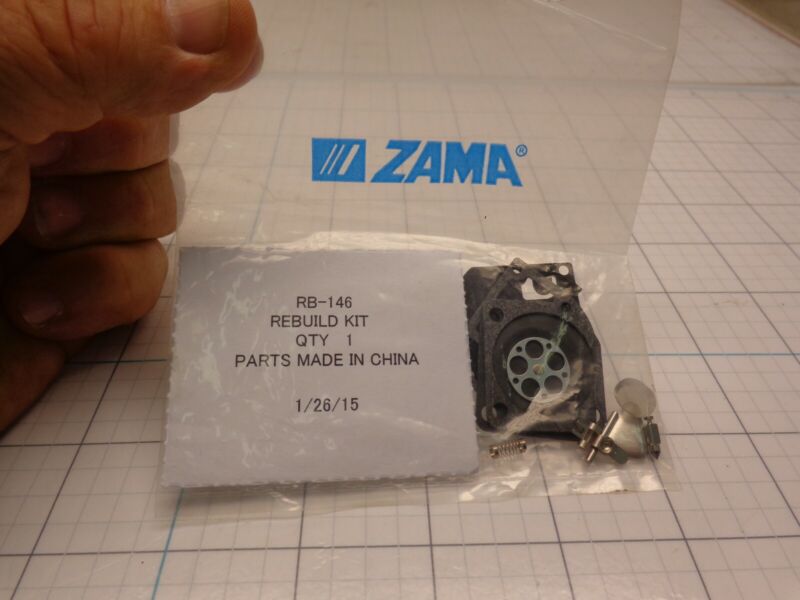 ZAMA®
RB-146
REBUILD KIT
QTY 1
PARTS MADE IN CHINA
1/26/15